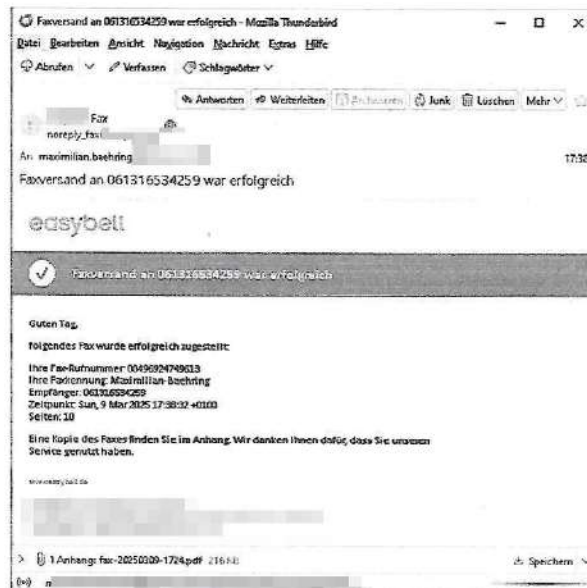 Faxversand an 061316534259 war erfolgreich - Mozilla Thunderbird
Datei Bearbeiten Ansicht Navigation Nachricht Extras Hilfe
Abrufen Verfassen Schlagwörter
Antworten Weiterleiten Archivieren Junk Löschen Mehr
Fax
noreply_fax
An: maximilian.baehring
17:38
Faxversand an 061316534259 war erfolgreich
easybell
Faxversand an 061316534259 war erfolgreich
Guten Tag,
folgendes Fax wurde erfolgreich zugestellt:
Ihre Fax-Rufnummer: 00496924749613
Ihre Faxkennung: Maximilian-Baehring
Empfänger: 061316534259
Zeitpunkt: Sun, 9 Mar 2025 17:38:32 +0100
Seiten: 10
Eine Kopie des Faxes finden Sie im Anhang. Wir danken Ihnen dafür, dass Sie unseren
Service genutzt haben.
www.easybell.de
1 Anhang: fax-20250309-1724.pdf 216 KB
Speichern